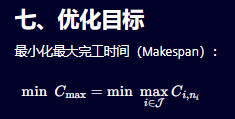 七、优化目标
最小化最大完工时间（Makespan）：
min C_max = min max_{i∈𝒥} C_{i,n_i}